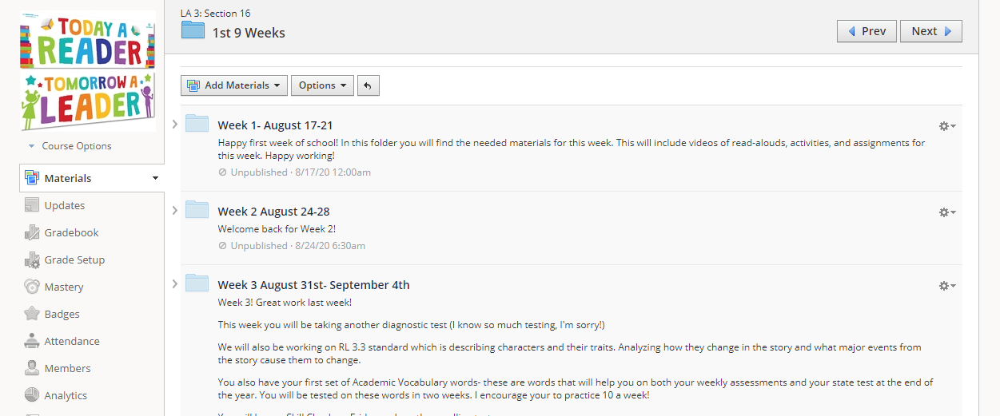 TODAY A
READER
TOMORROW A
LEADER
Course Options
Materials
Updates
Gradebook
Grade Setup
Mastery
Badges
Attendance
Members
Analytics
LA 3: Section 16
1st 9 Weeks
Prev
Next
Add Materials
Options
Week 1- August 17-21
Happy first week of school! In this folder you will find the needed materials for this week. This will include videos of read-alouds, activities, and assignments for
this week. Happy working!
Unpublished · 8/17/20 12:00am
Week 2 August 24-28
Welcome back for Week 2!
Unpublished · 8/24/20 6:30am
Week 3 August 31st- September 4th
Week 3! Great work last week!
This week you will be taking another diagnostic test (I know so much testing, I'm sorry!)
We will also be working on RL 3.3 standard which is describing characters and their traits. Analyzing how they change in the story and what major events from
the story cause them to change.
You also have your first set of Academic Vocabulary words- these are words that will help you on both your weekly assessments and your state test at the end of
the year. You will be tested on these words in two weeks. I encourage your to practice 10 a week!